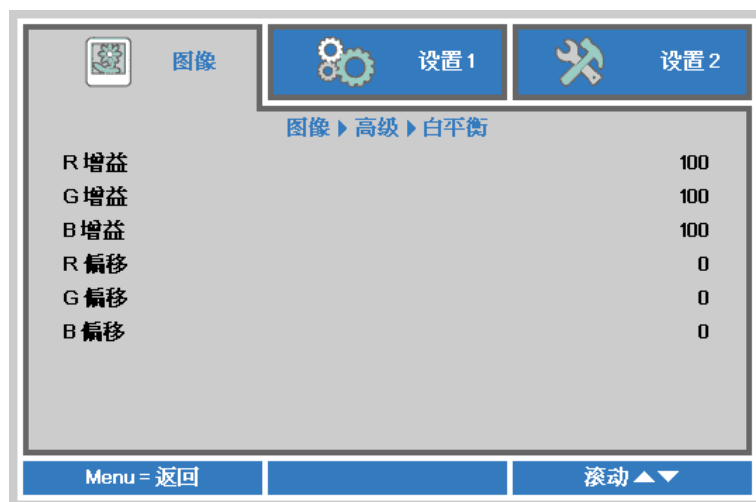 图像 设置 1 设置 2
图像 ▶ 高级 ▶ 白平衡
R 增益 100
G 增益 100
B 增益 100
R 偏移 0
G 偏移 0
B 偏移 0
Menu = 返回 滚动 ▲▼